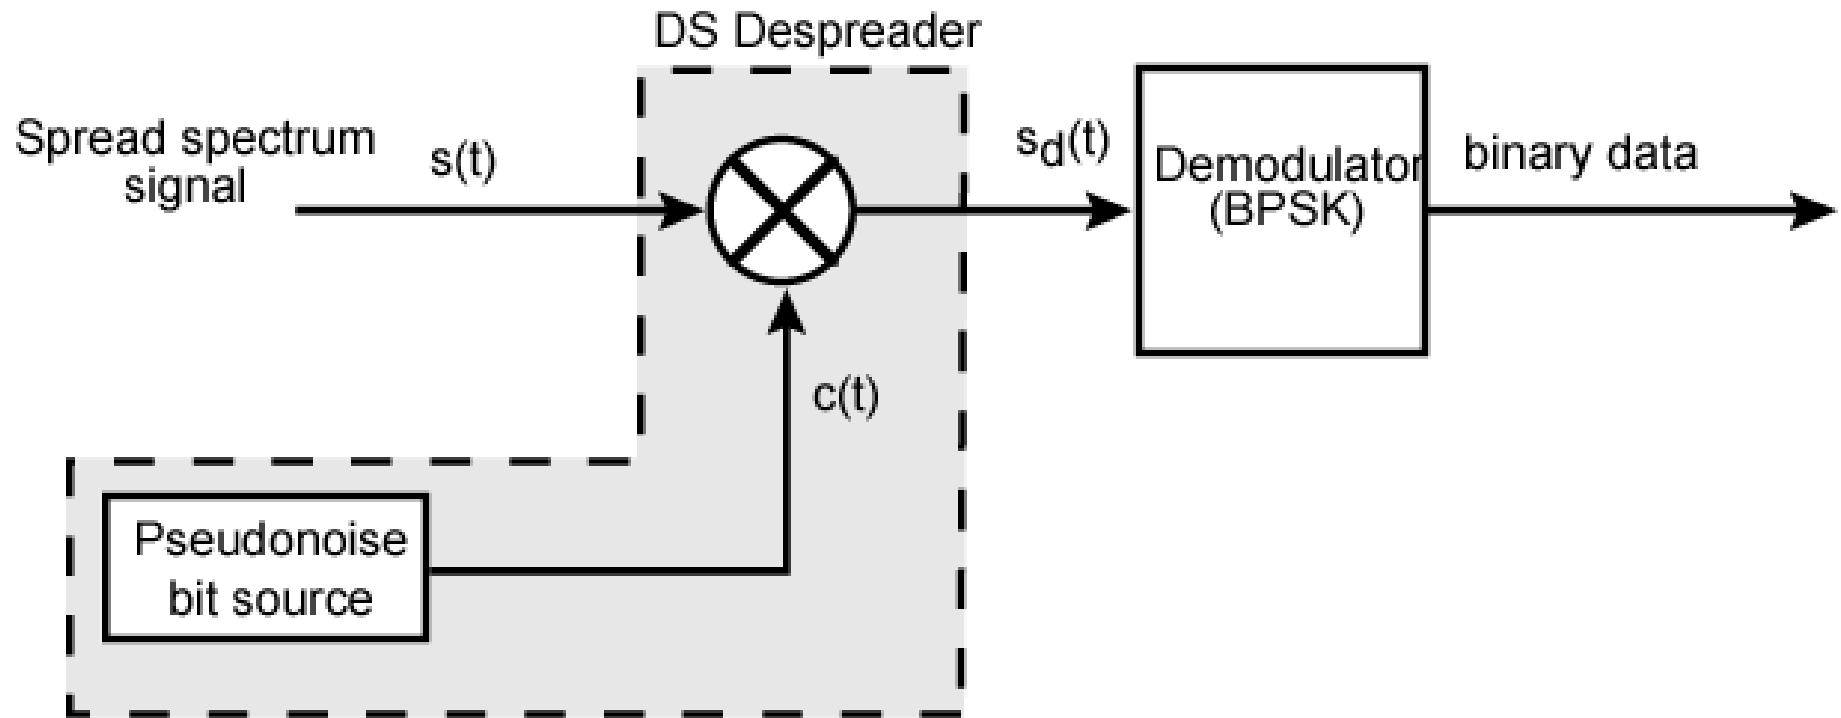 DS Despreader
Spread spectrum
signal
s(t)
sd(t)
Demodulator
(BPSK)
binary data
c(t)
Pseudonoise
bit source